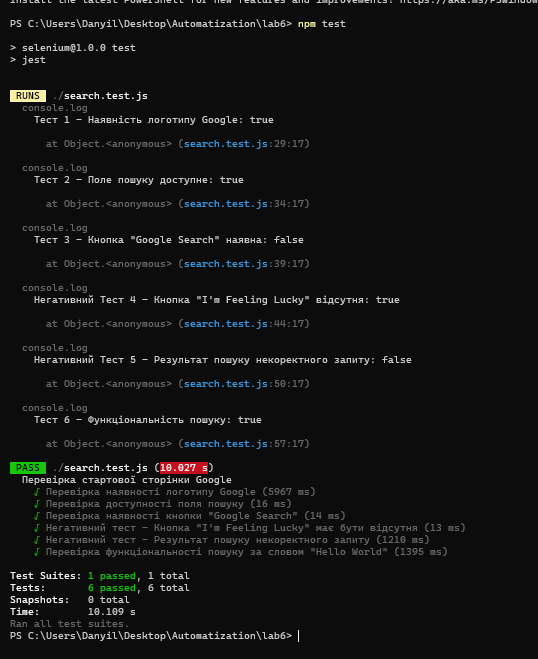 Install the latest PowerShell for new features and improvements! https://aka.ms/PSWindow
PS C:\Users\Danyil\Desktop\Automatization\lab6> npm test
> selenium@1.0.0 test
> jest
RUNS ./search.test.js
console.log
Тест 1 - Наявність логотипу Google: true
at Object.<anonymous> (search.test.js:29:17)
console.log
Тест 2 - Поле пошуку доступне: true
at Object.<anonymous> (search.test.js:34:17)
console.log
Тест 3 - Кнопка "Google Search" наявна: false
at Object.<anonymous> (search.test.js:39:17)
console.log
Негативний Тест 4 - Кнопка "I'm Feeling Lucky" відсутня: true
at Object.<anonymous> (search.test.js:44:17)
console.log
Негативний Тест 5 - Результат пошуку некоректного запиту: false
at Object.<anonymous> (search.test.js:50:17)
console.log
Тест 6 - Функціональність пошуку: true
at Object.<anonymous> (search.test.js:57:17)
PASS ./search.test.js (10.027 s)
Перевірка стартової сторінки Google
√ Перевірка наявності логотипу Google (5967 ms)
√ Перевірка доступності поля пошуку (16 ms)
√ Перевірка наявності кнопки "Google Search" (14 ms)
√ Негативний тест - Кнопка "I'm Feeling Lucky" має бути відсутня (13 ms)
√ Негативний тест - Результат пошуку некоректного запиту (1210 ms)
√ Перевірка функціональності пошуку за словом "Hello World" (1395 ms)
Test Suites: 1 passed, 1 total
Tests: 6 passed, 6 total
Snapshots: 0 total
Time: 10.109 s
Ran all test suites.
PS C:\Users\Danyil\Desktop\Automatization\lab6>